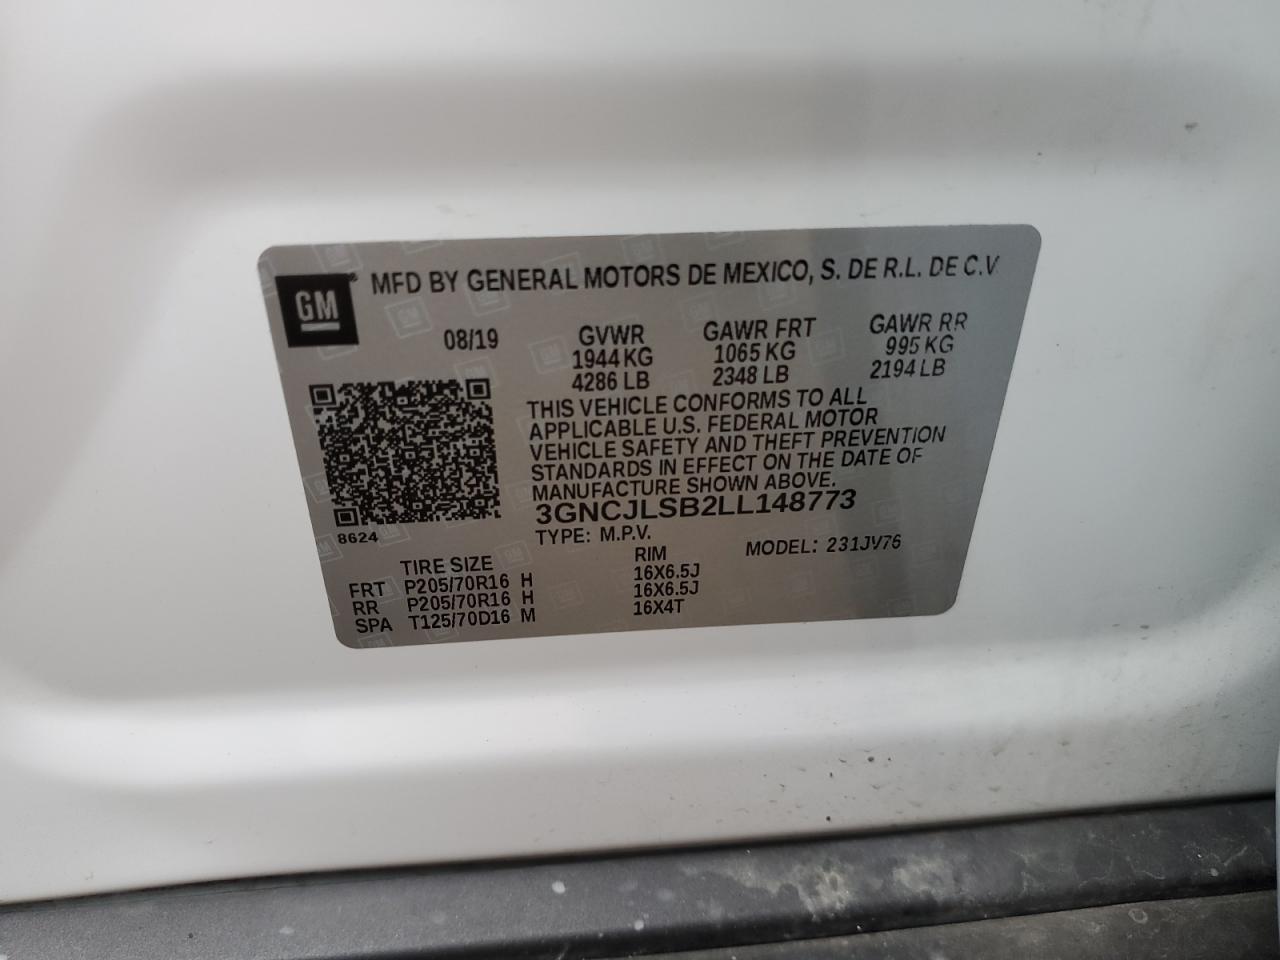 GM
MFD BY GENERAL MOTORS DE MEXICO, S. DE R.L. DE C.V
08/19 GVWR GAWR FRT GAWR RR
1944 KG 1065 KG 995 KG
4286 LB 2348 LB 2194 LB
THIS VEHICLE CONFORMS TO ALL
APPLICABLE U.S. FEDERAL MOTOR
VEHICLE SAFETY AND THEFT PREVENTION
STANDARDS IN EFFECT ON THE DATE OF
MANUFACTURE SHOWN ABOVE.
3GNCJLSB2LL148773
8624
TYPE: M.P.V. MODEL: 231JV76
TIRE SIZE RIM
FRT P205/70R16 H 16X6.5J
RR P205/70R16 H 16X6.5J
SPA T125/70D16 M 16X4T